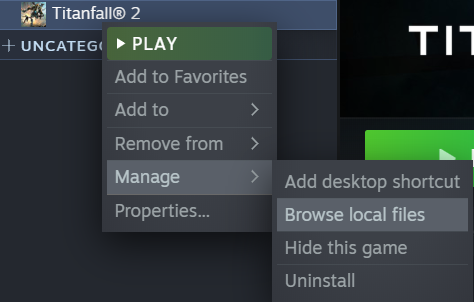 Titanfall® 2
TIT
+ UNCATEG
PLAY
Add to Favorites
Add to
Remove from
Manage
Properties...
Add desktop shortcut
Browse local files
Hide this game
Uninstall